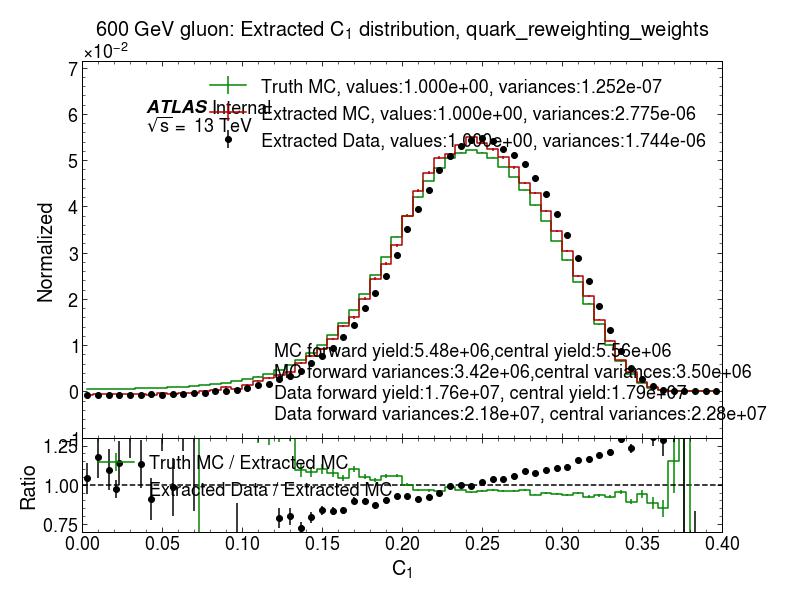 600 GeV gluon: Extracted C₁ distribution, quark_reweighting_weights
×10⁻²
7
6
5
4
3
2
1
0
−1
Normalized
ATLAS Internal
√s = 13 TeV
Truth MC, values:1.000e+00, variances:1.252e-07
Extracted MC, values:1.000e+00, variances:2.775e-06
Extracted Data, values:1.000e+00, variances:1.744e-06
MC forward yield:5.48e+06,central yield:5.56e+06
MC forward variances:3.42e+06,central variances:3.50e+06
Data forward yield:1.76e+07, central yield:1.79e+07
Data forward variances:2.18e+07, central variances:2.28e+07
1.25
1.00
0.75
Ratio
Truth MC / Extracted MC
Extracted Data / Extracted MC
0.00 0.05 0.10 0.15 0.20 0.25 0.30 0.35 0.40
C₁